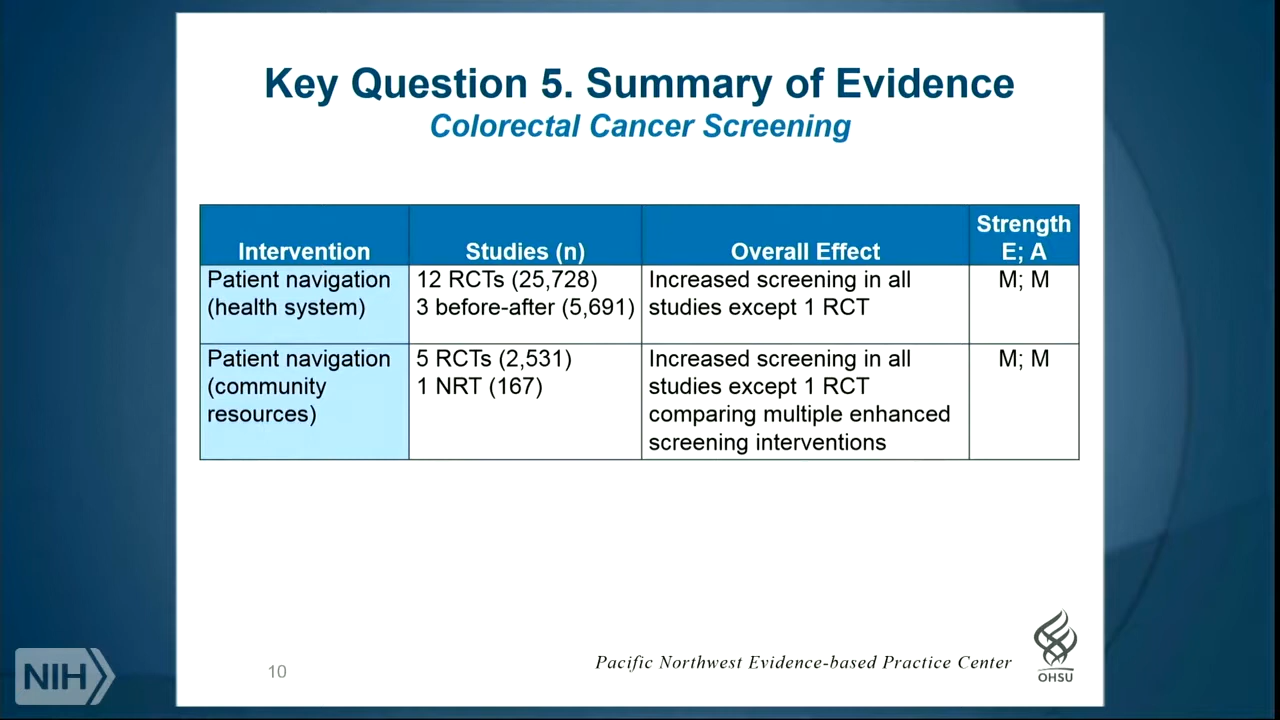 Key Question 5. Summary of Evidence
Colorectal Cancer Screening
Intervention
Studies (n)
Overall Effect
Strength
E; A
Patient navigation
(health system)
12 RCTs (25,728)
3 before-after (5,691)
Increased screening in all
studies except 1 RCT
M; M
Patient navigation
(community
resources)
5 RCTs (2,531)
1 NRT (167)
Increased screening in all
studies except 1 RCT
comparing multiple enhanced
screening interventions
M; M
NIH
10
Pacific Northwest Evidence-based Practice Center
OHSU